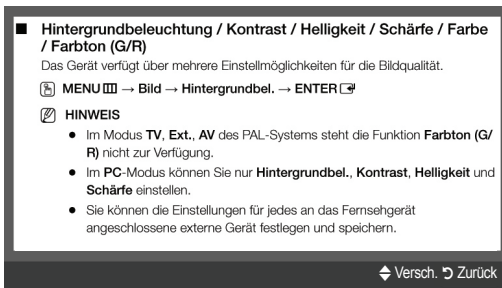 ■ Hintergrundbeleuchtung / Kontrast / Helligkeit / Schärfe / Farbe
/ Farbton (G/R)
Das Gerät verfügt über mehrere Einstellmöglichkeiten für die Bildqualität.
MENU → Bild → Hintergrundbel. → ENTER
HINWEIS
● Im Modus TV, Ext., AV des PAL-Systems steht die Funktion Farbton (G/
R) nicht zur Verfügung.
● Im PC-Modus können Sie nur Hintergrundbel., Kontrast, Helligkeit und
Schärfe einstellen.
● Sie können die Einstellungen für jedes an das Fernsehgerät
angeschlossene externe Gerät festlegen und speichern.
Versch. Zurück